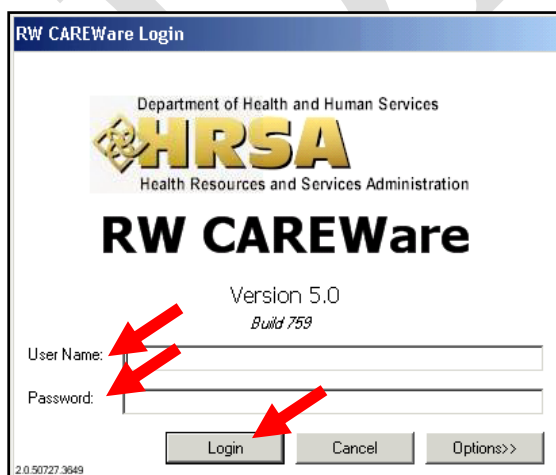 RW CAREWare Login
Department of Health and Human Services
HRSA
Health Resources and Services Administration
RW CAREWare
Version 5.0
Build 759
User Name:
Password:
Login Cancel Options>>
2.0.50727.3649